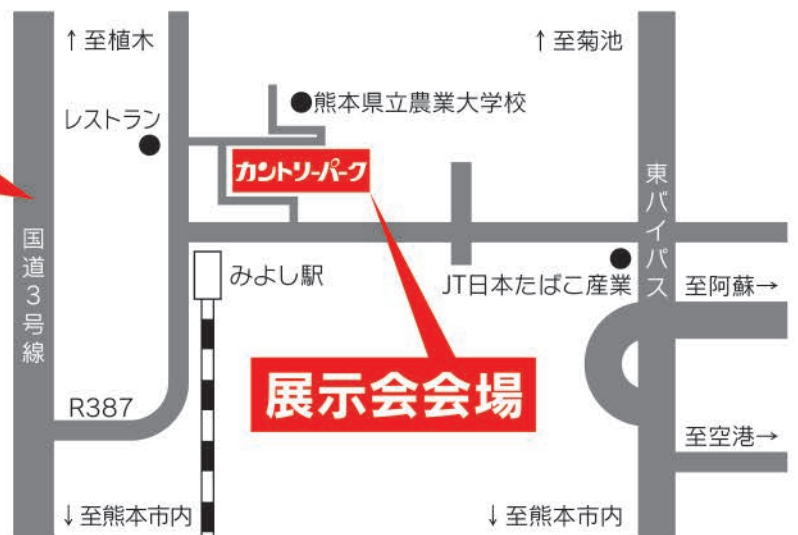 ↑至植木
↑至菊池
●熊本県立農業大学校
レストラン
カントリーパーク
東バイパス
国道3号線
みよし駅
JT日本たばこ産業
至阿蘇→
展示会会場
R387
至空港→
↓至熊本市内
↓至熊本市内